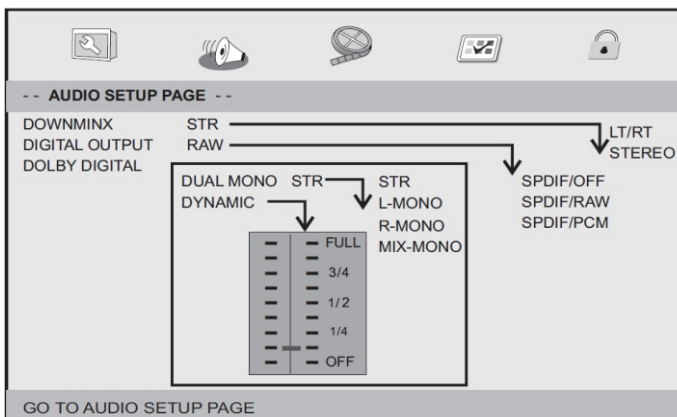 - - AUDIO SETUP PAGE - -
DOWNMINX STR LT/RT
DIGITAL OUTPUT RAW STEREO
DOLBY DIGITAL
DUAL MONO STR STR SPDIF/OFF
DYNAMIC L-MONO SPDIF/RAW
R-MONO SPDIF/PCM
FULL MIX-MONO
3/4
1/2
1/4
OFF
GO TO AUDIO SETUP PAGE